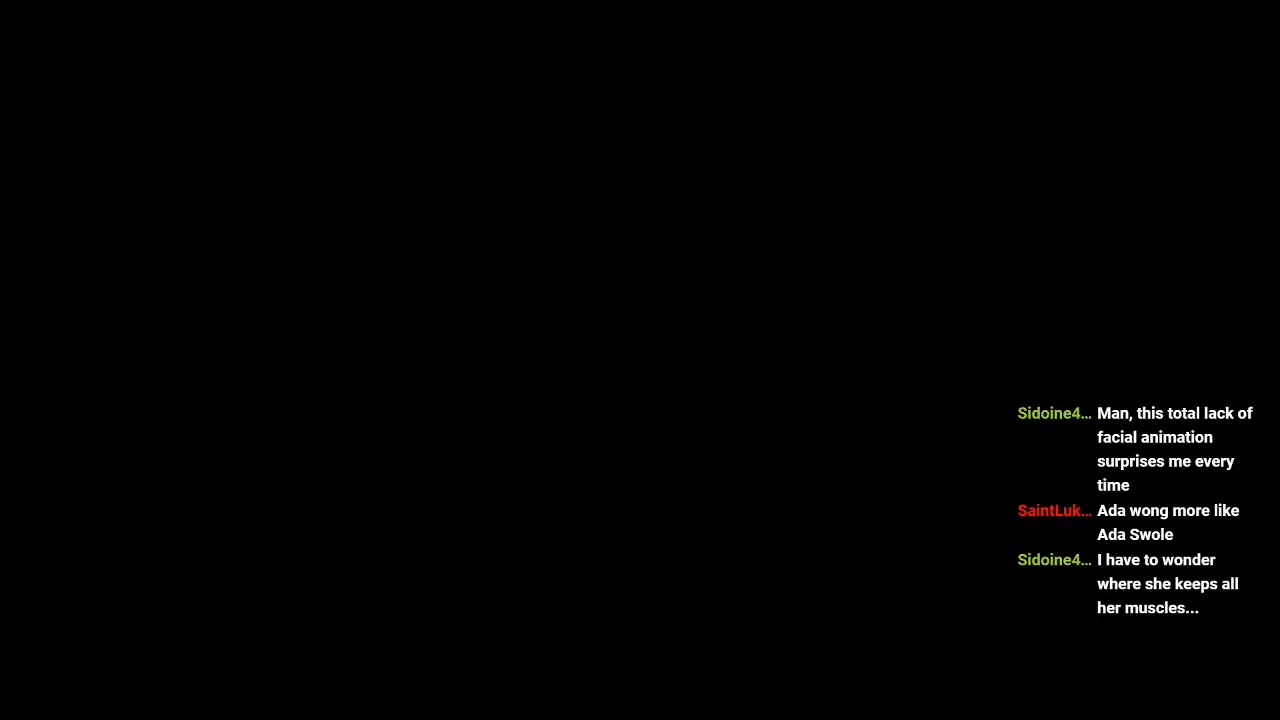 Sidoine4… Man, this total lack of
facial animation
surprises me every
time
SaintLuk… Ada wong more like
Ada Swole
Sidoine4… I have to wonder
where she keeps all
her muscles...